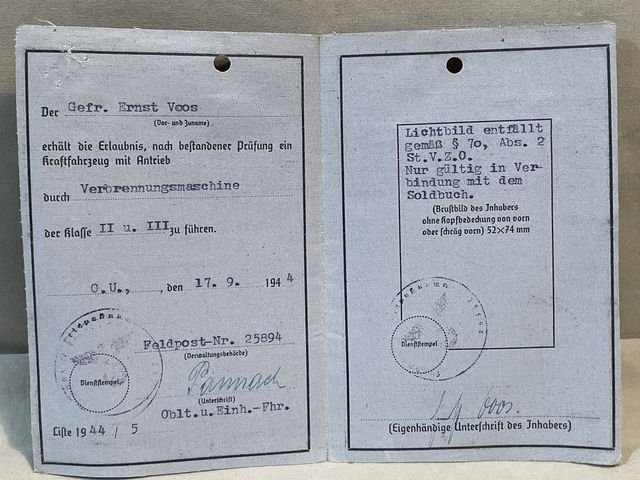 Der Gefr. Ernst Voos
(Vor- und Zuname)
erhält die Erlaubnis, nach bestandener Prüfung ein
Kraftfahrzeug mit Antrieb
durch Verbrennungsmaschine
der Klasse II u. III zu führen.
O.U., , den 17. 9. 1944
Feldpost-Nr. 25894
(Verwaltungsbehörde)
Dienststempel
(Unterschrift)
Oblt.u.Einh.-Fhr.
Liste 1944 / 5
Lichtbild entfällt
gemäß § 70, Abs. 2
St.V.Z.O.
Nur gültig in Ver-
bindung mit dem
Soldbuch.
(Brustbild des Inhabers
ohne Kopfbedeckung von vorn
oder schräg vorn) 52×74 mm
Dienststempel
Voos.
(Eigenhändige Unterschrift des Inhabers)